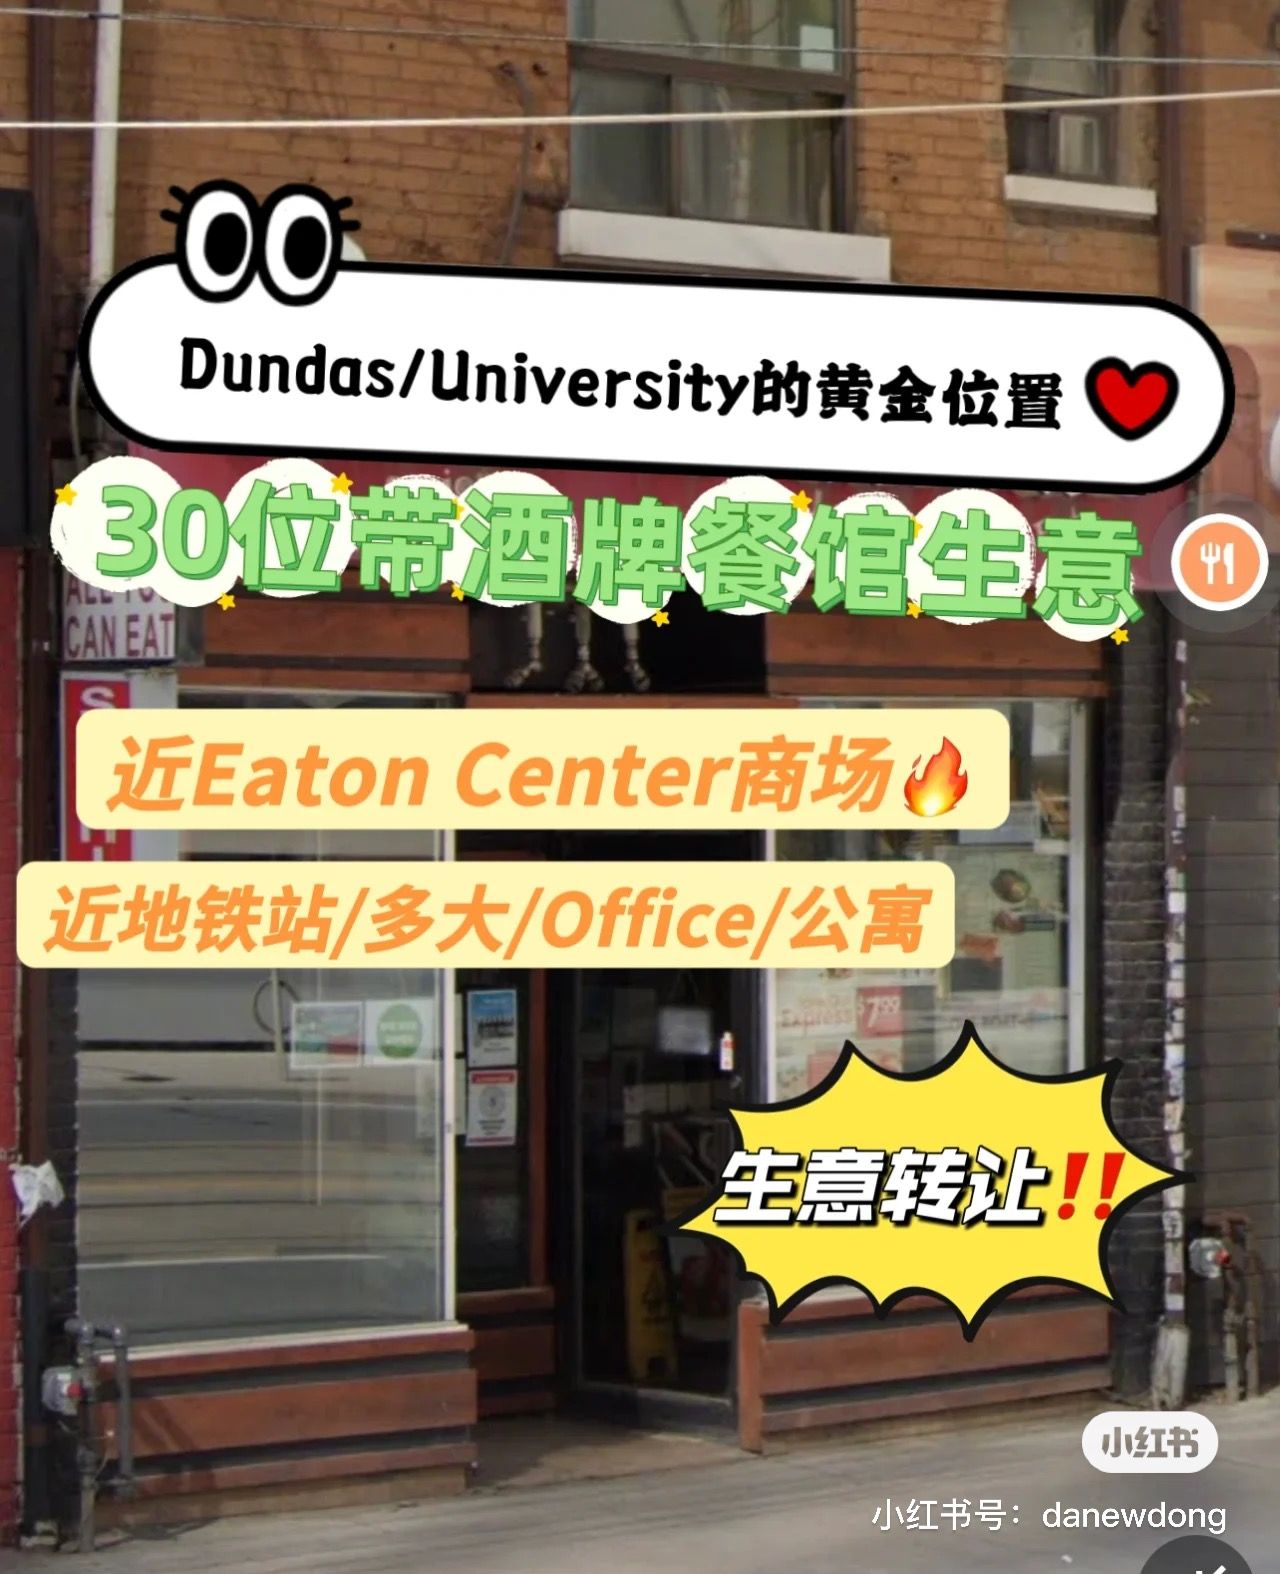 Dundas/University的黄金位置
30位带酒牌餐馆生意
CAN EAT
近Eaton Center商场
近地铁站/多大/Office/公寓
Express $7.99
生意转让‼️
小红书
小红书号：danewdong